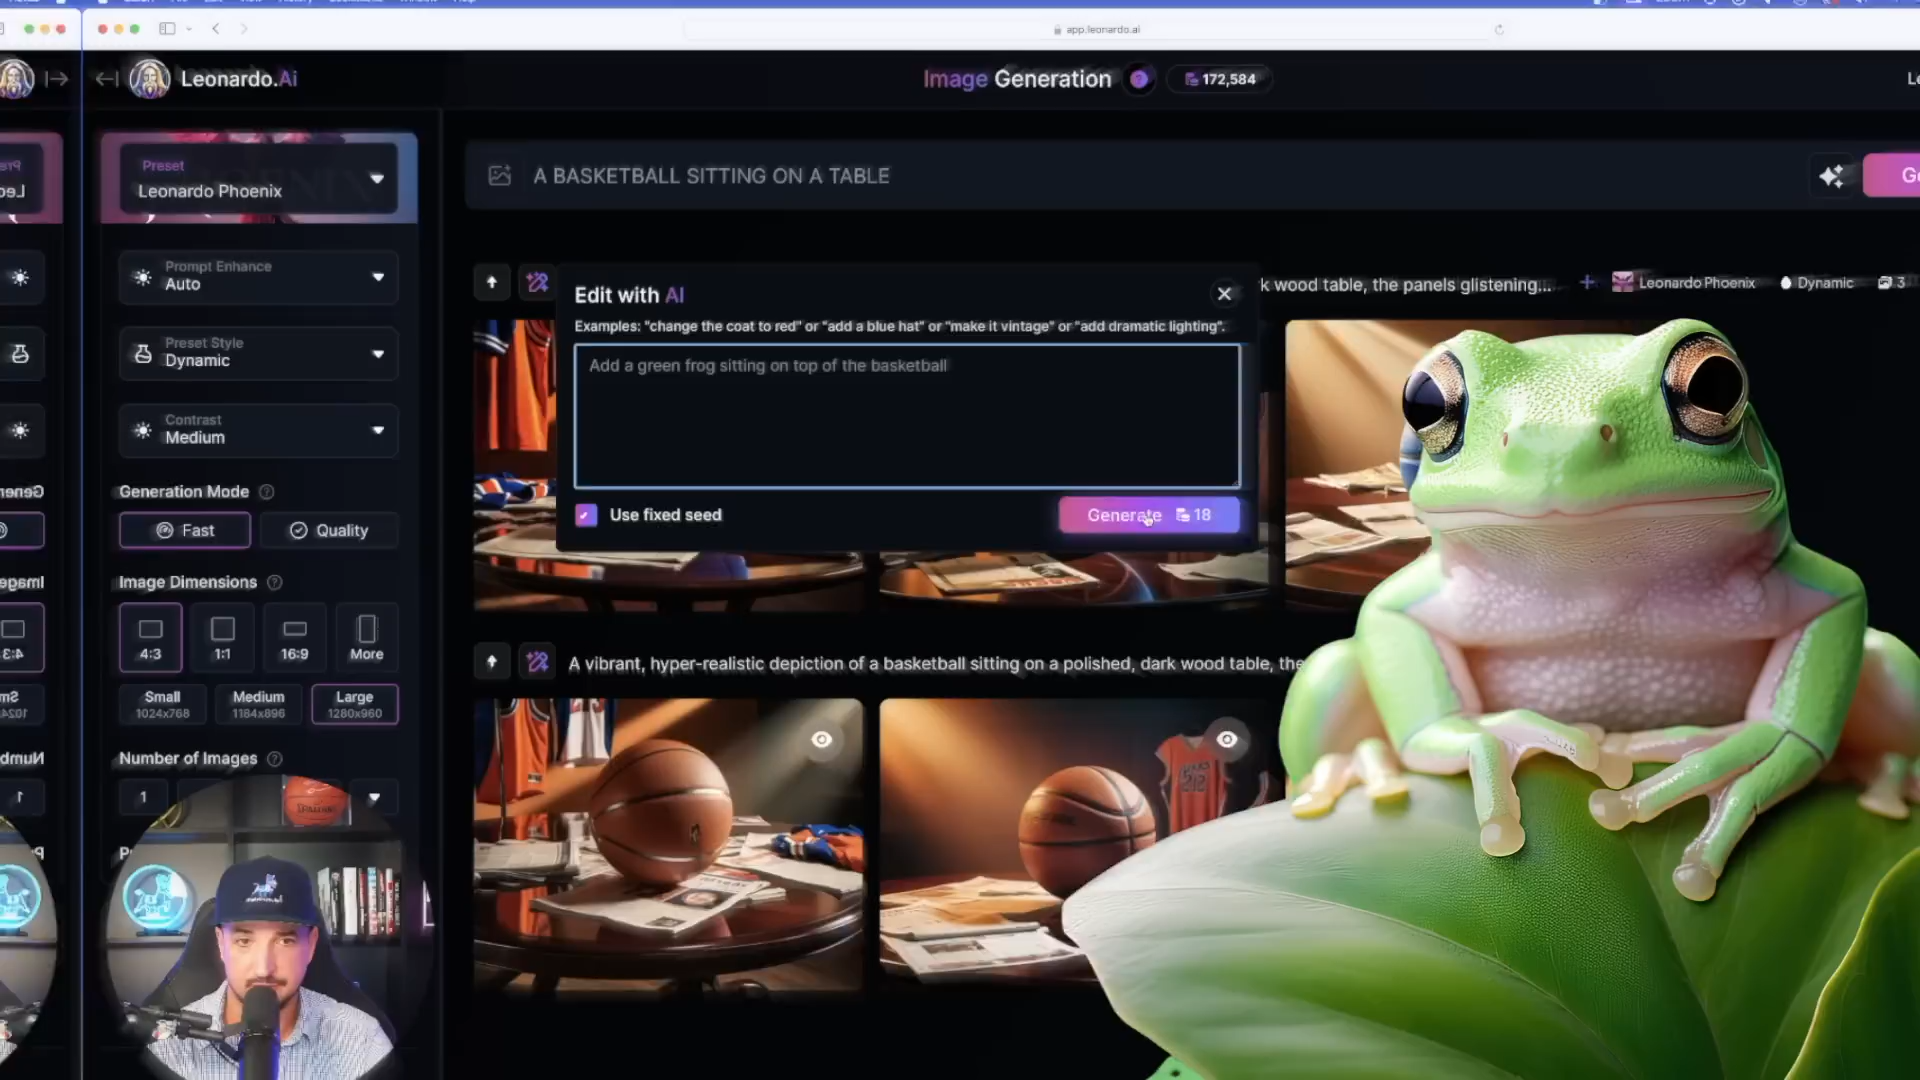 app.leonardo.ai
Leonardo.Ai
Image Generation
172,584
Preset
Leonardo Phoenix
A BASKETBALL SITTING ON A TABLE
Prompt Enhance
Auto
Preset Style
Dynamic
Contrast
Medium
Generation Mode
Fast
Quality
Image Dimensions
4:3
1:1
16:9
More
Small
1024x768
Medium
1184x896
Large
1280x960
Number of Images
1
Edit with AI
Examples: "change the coat to red" or "add a blue hat" or "make it vintage" or "add dramatic lighting".
Add a green frog sitting on top of the basketball
Use fixed seed
Generate 18
k wood table, the panels glistening...
Leonardo Phoenix
Dynamic
3
A vibrant, hyper-realistic depiction of a basketball sitting on a polished, dark wood table, the
SPALDING